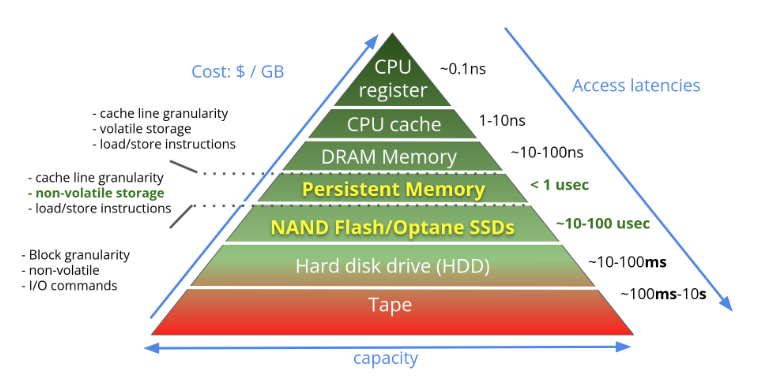 Cost: $ / GB
Access latencies
CPU
register
~0.1ns
CPU cache
1-10ns
DRAM Memory
~10-100ns
Persistent Memory
< 1 usec
NAND Flash/Optane SSDs
~10-100 usec
Hard disk drive (HDD)
~10-100ms
Tape
~100ms-10s
- cache line granularity
- volatile storage
- load/store instructions
- cache line granularity
- non-volatile storage
- load/store instructions
- Block granularity
- non-volatile
- I/O commands
capacity